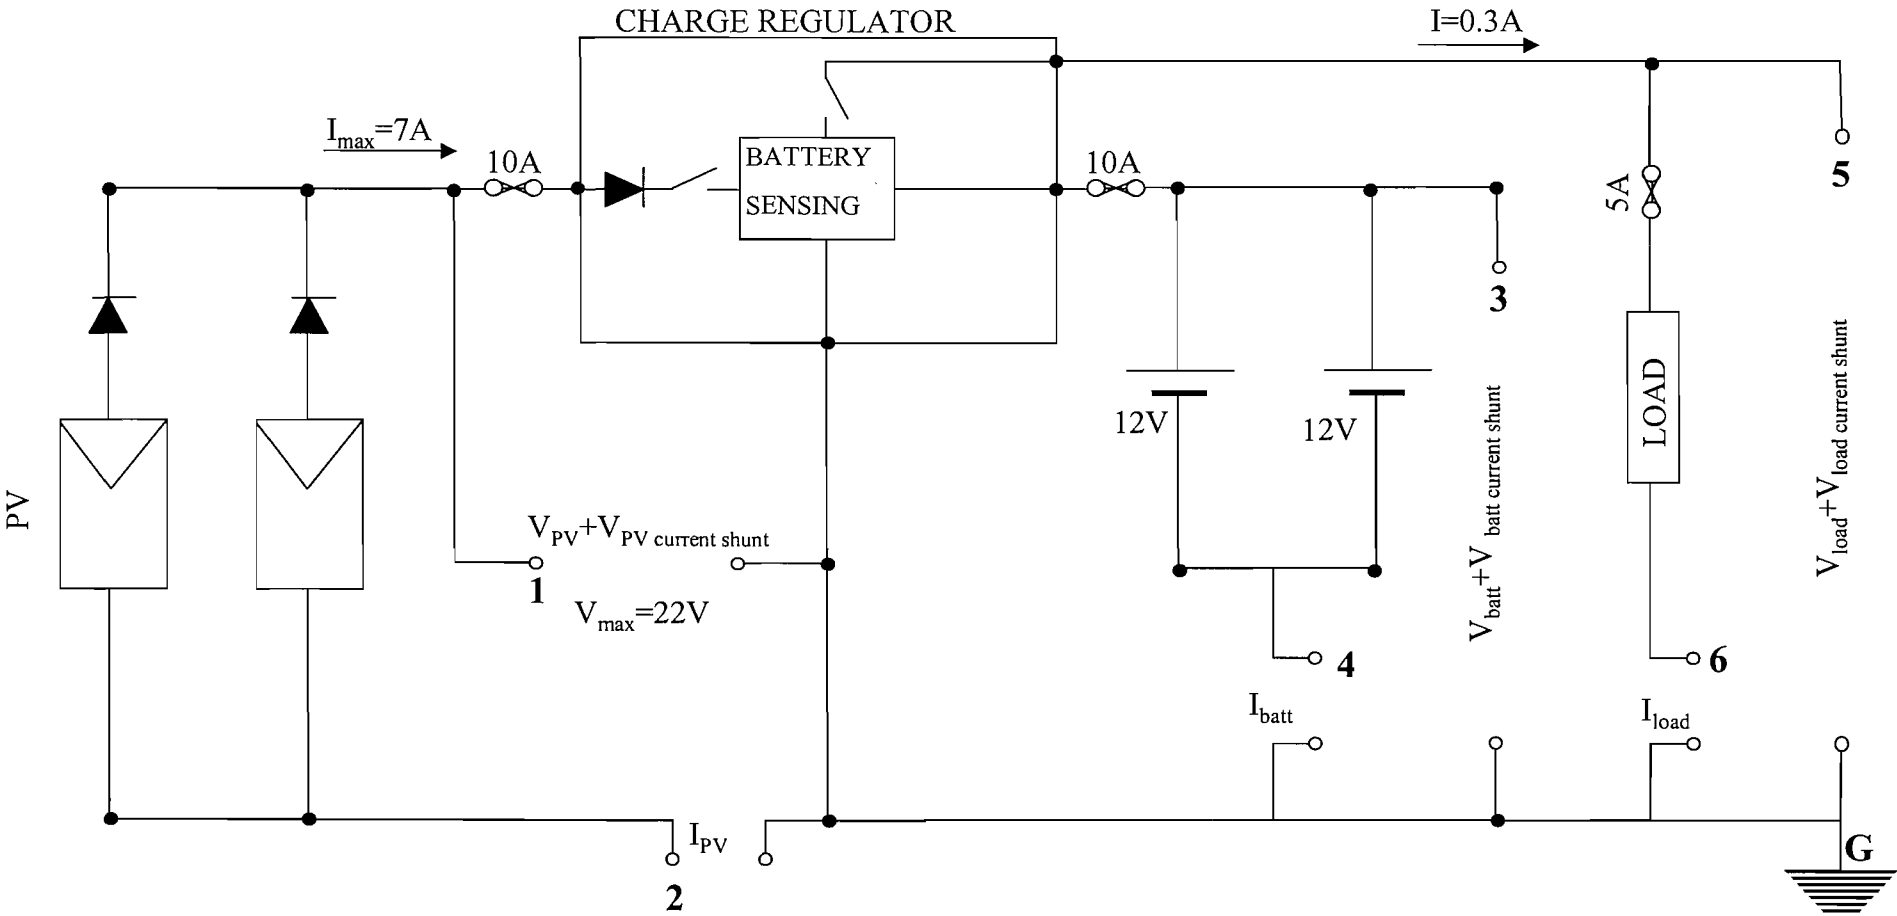 CHARGE REGULATOR
I=0.3A
Imax=7A
10A
BATTERY
SENSING
10A
5A
5
3
LOAD
12V
12V
PV
VPV+VPV current shunt
1
Vmax=22V
Vbatt+V batt current shunt
Vload+Vload current shunt
4
6
Ibatt
Iload
IPV
2
G